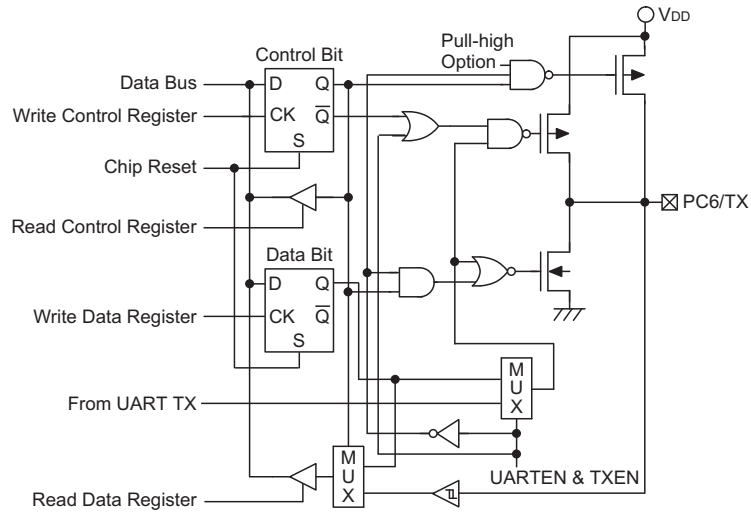 VDD
Control Bit
Pull-high
Option
Data Bus
D
Q
Write Control Register
CK
Q
S
Chip Reset
PC6/TX
Read Control Register
Data Bit
D
Q
Write Data Register
CK
Q
S
M
U
X
From UART TX
M
U
X
UARTEN & TXEN
Read Data Register